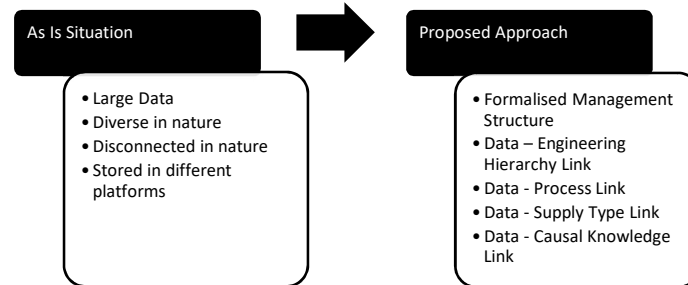 As Is Situation
• Large Data
• Diverse in nature
• Disconnected in nature
• Stored in different
platforms
Proposed Approach
• Formalised Management
Structure
• Data – Engineering
Hierarchy Link
• Data - Process Link
• Data - Supply Type Link
• Data - Causal Knowledge
Link